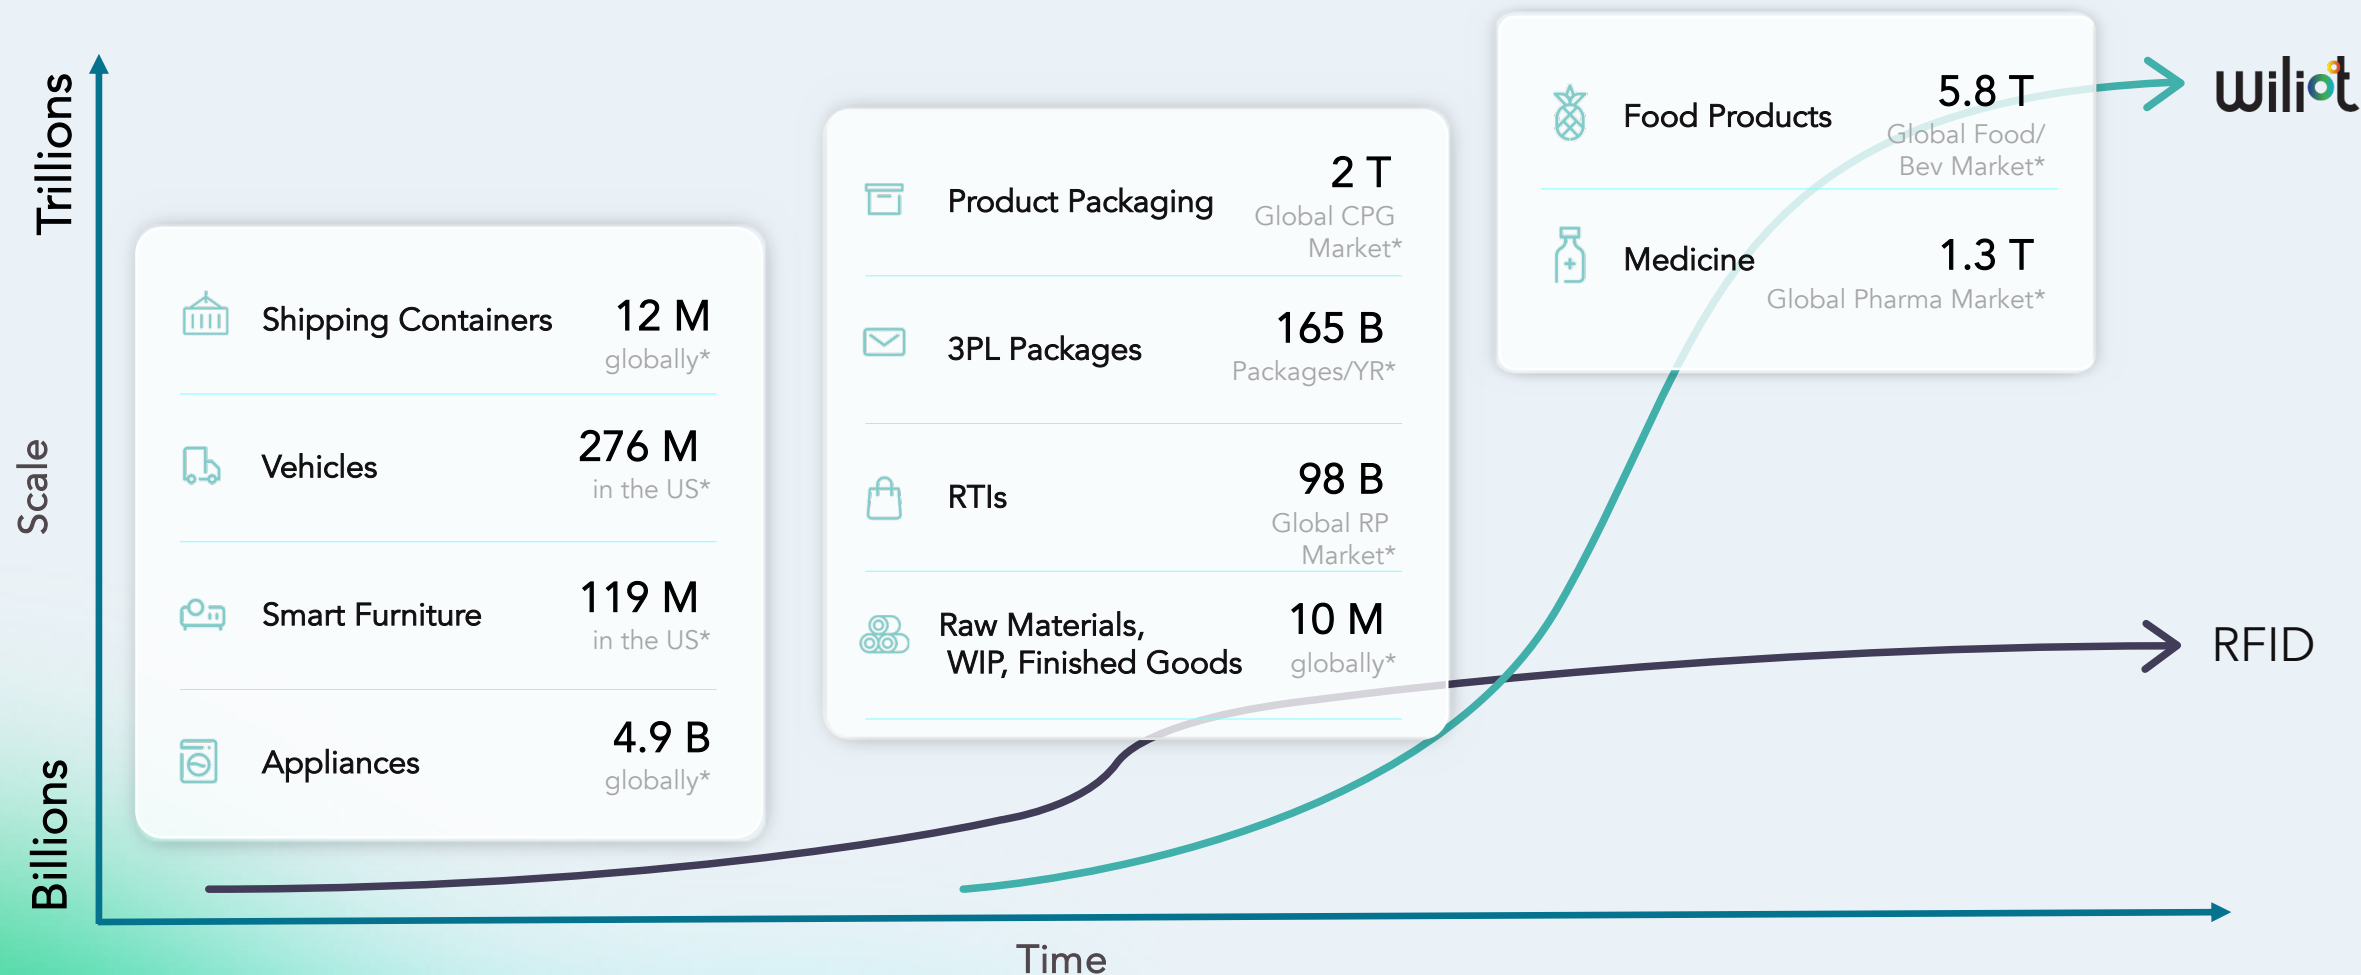 Trillions
Scale
Billions
Shipping Containers
12 M
globally*
Vehicles
276 M
in the US*
Smart Furniture
119 M
in the US*
Appliances
4.9 B
globally*
Product Packaging
2 T
Global CPG
Market*
3PL Packages
165 B
Packages/YR*
RTIs
98 B
Global RP
Market*
Raw Materials,
WIP, Finished Goods
10 M
globally*
Food Products
5.8 T
Global Food/
Bev Market*
Medicine
1.3 T
Global Pharma Market*
wiliot
RFID
Time